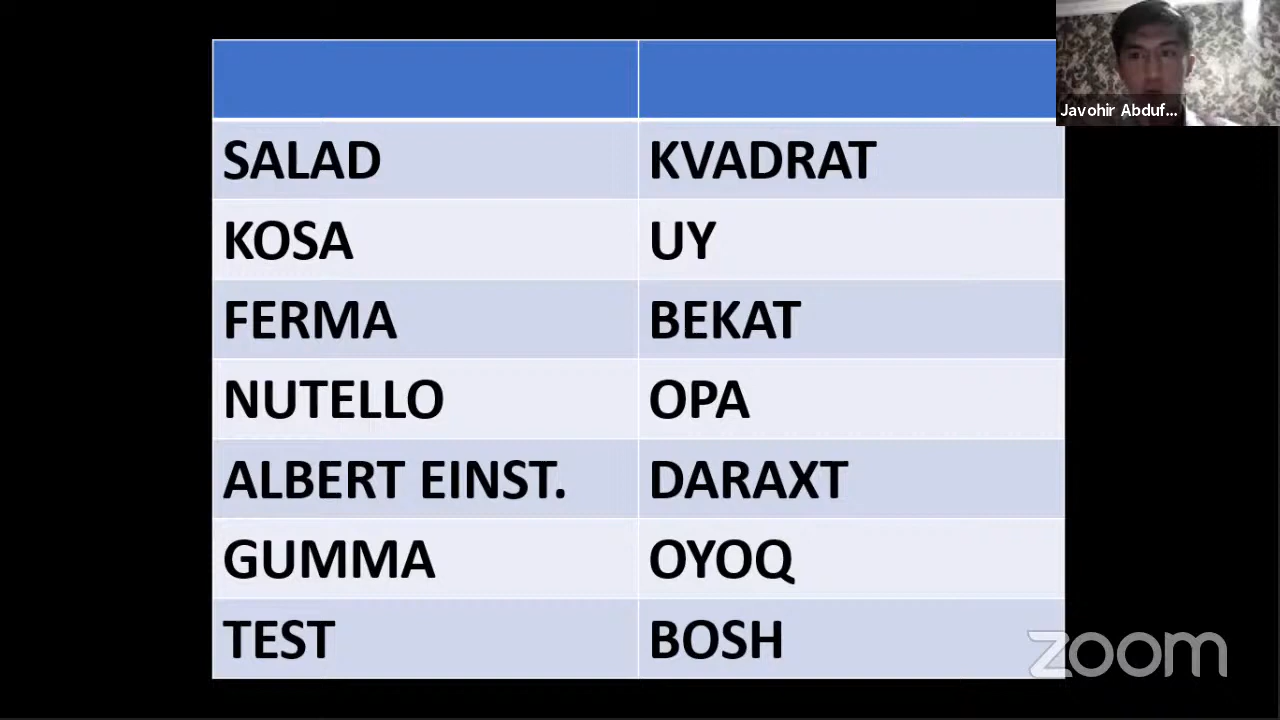 Javohir Abduf...
SALAD KVADRAT
KOSA UY
FERMA BEKAT
NUTELLO OPA
ALBERT EINST. DARAXT
GUMMA OYOQ
TEST BOSH
zoom